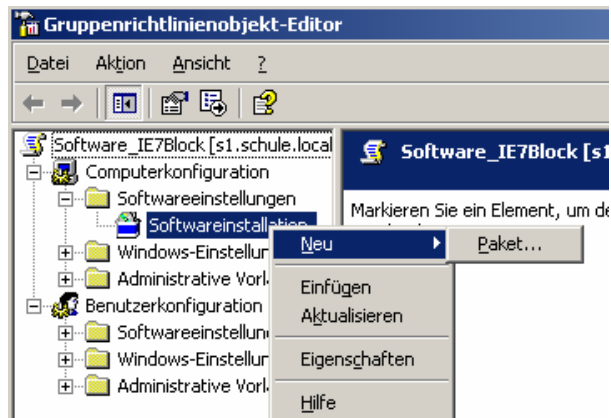 Gruppenrichtlinienobjekt-Editor
Datei Aktion Ansicht ?
Software_IE7Block [s1.schule.local
Computerkonfiguration
Softwareeinstellungen
Softwareinstallation
Windows-Einstellun
Administrative Vorl
Benutzerkonfiguration
Softwareeinstellun
Windows-Einstellun
Administrative Vorl
Software_IE7Block [s1
Markieren Sie ein Element, um de
Neu
Einfügen
Aktualisieren
Eigenschaften
Hilfe
Paket...